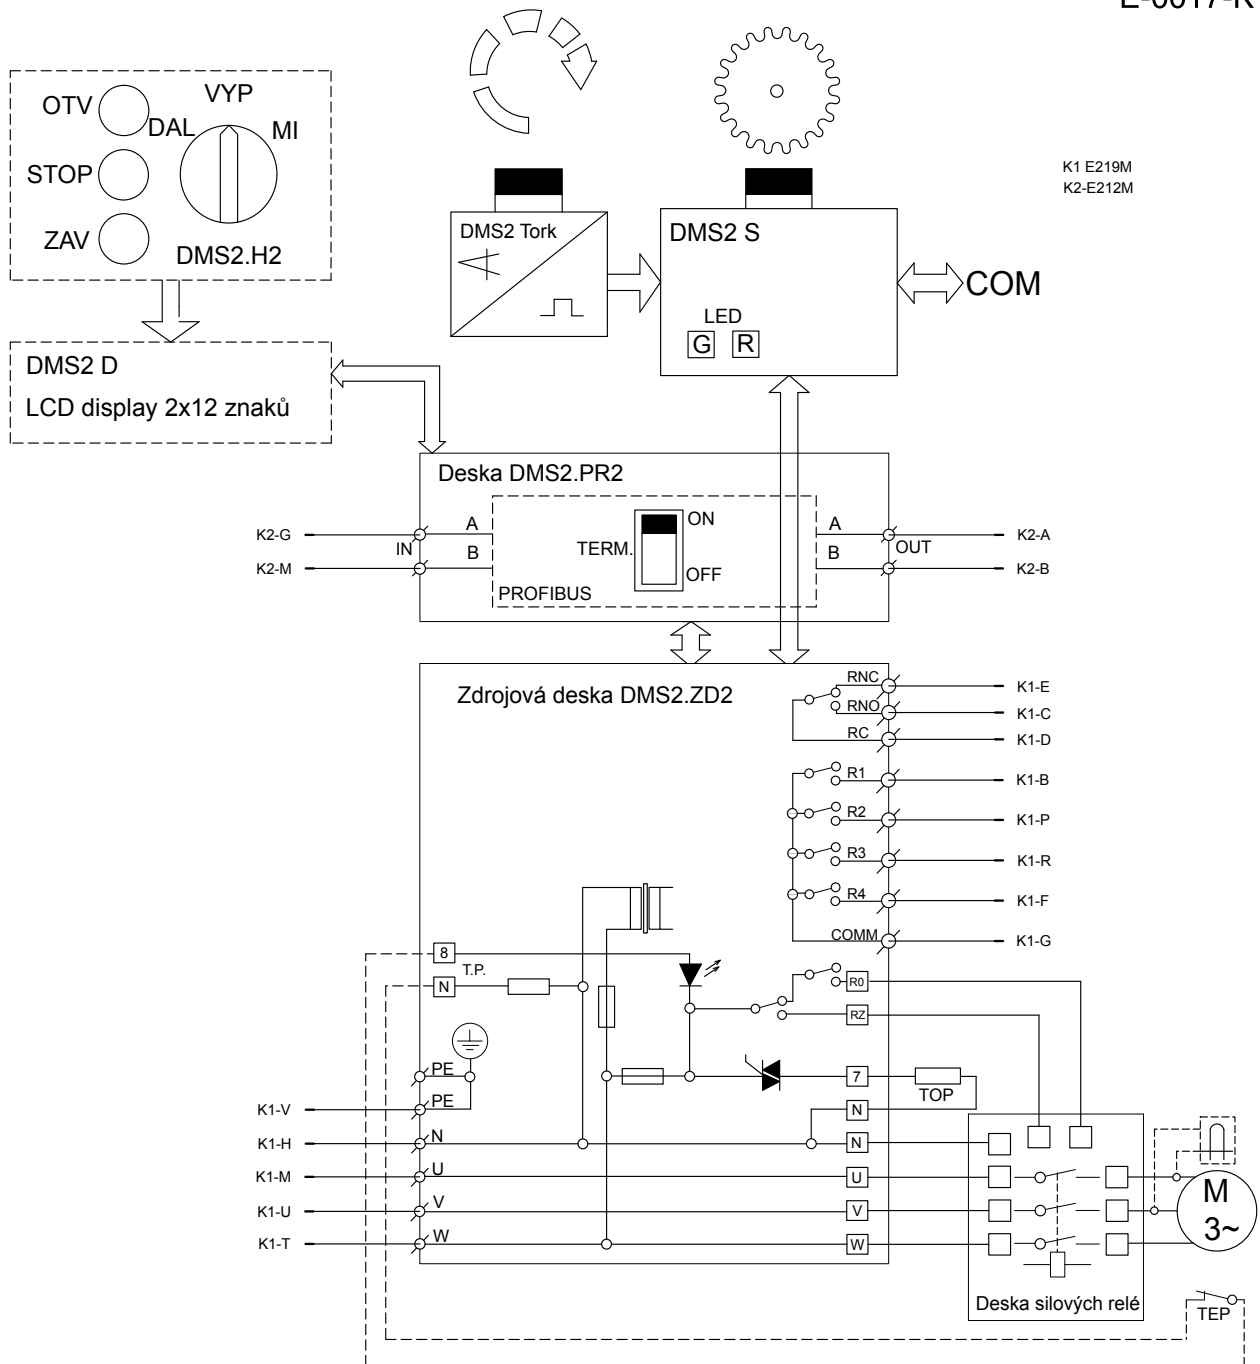 OTV
VYP
DAL
MI
STOP
ZAV
DMS2.H2
K1 E219M
K2-E212M
DMS2 Tork
DMS2 S
LED
G R
COM
DMS2 D
LCD display 2x12 znaků
Deska DMS2.PR2
K2-G
A
IN
B
K2-M
TERM.
ON
OFF
PROFIBUS
A
OUT
B
K2-A
K2-B
Zdrojová deska DMS2.ZD2
RNC
K1-E
RNO
K1-C
RC
K1-D
R1
K1-B
R2
K1-P
R3
K1-R
R4
K1-F
COMM
K1-G
8
T.P.
N
R0
RZ
PE
7
TOP
K1-V
PE
N
K1-H
N
N
K1-M
U
U
K1-U
V
V
K1-T
W
W
M
3~
Deska silových relé
TEP